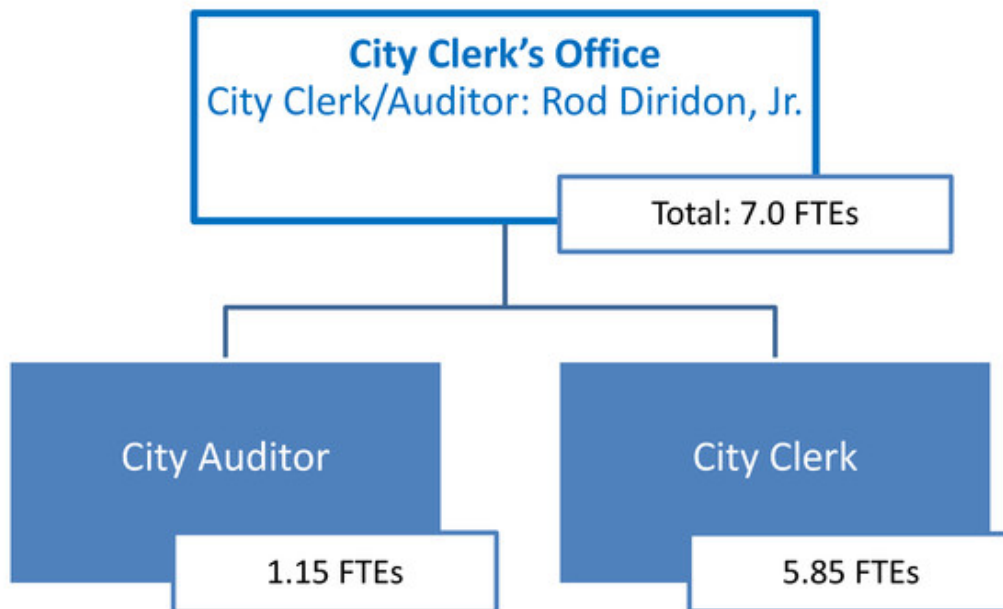 City Clerk’s Office
City Clerk/Auditor: Rod Diridon, Jr.
Total: 7.0 FTEs
City Auditor
1.15 FTEs
City Clerk
5.85 FTEs